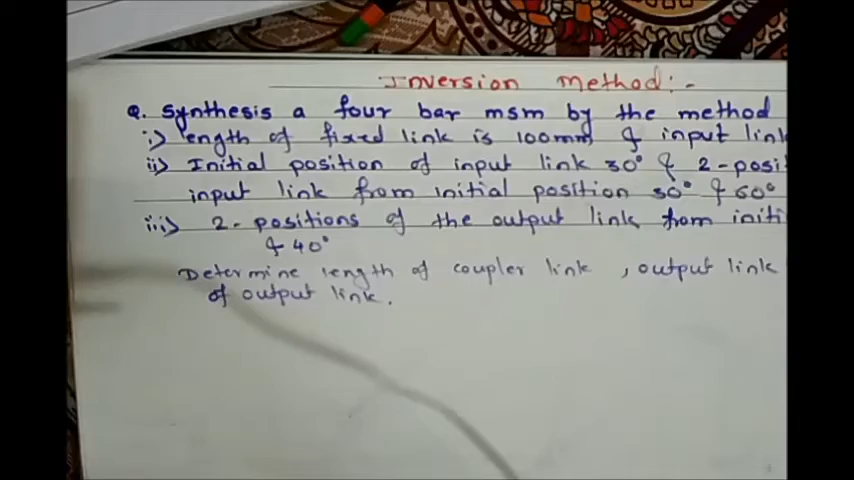 Inversion method:-
Q. Synthesis a four bar msm by the method
i) length of fixed link is 100mm & input link
ii) Initial position of input link 30° & 2-posit
input link from initial position 30° & 60°
iii) 2-positions of the output link from initi
& 40°
Determine length of coupler link , output link
of output link.